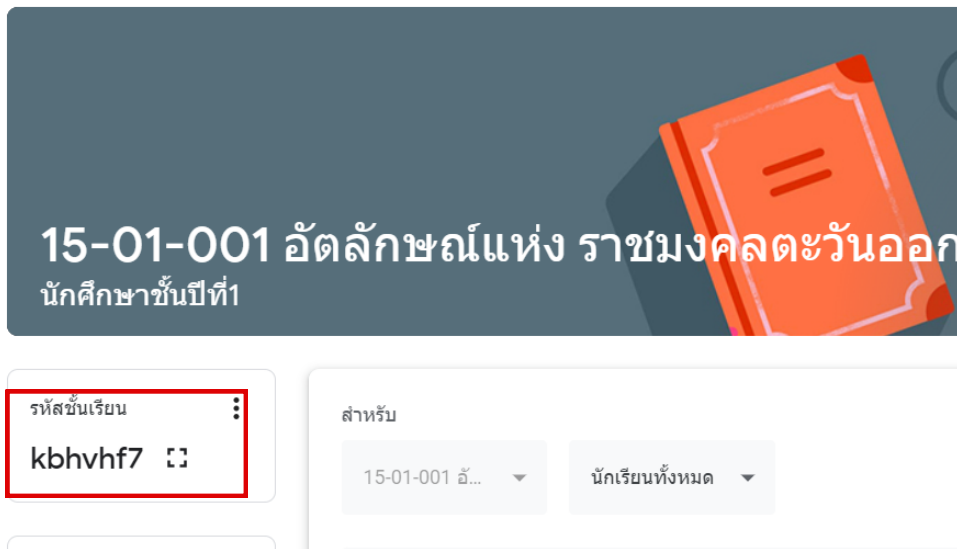 15-01-001 อัตลักษณ์แห่ง ราชมงคลตะวันออก
นักศึกษาชั้นปีที่1
รหัสชั้นเรียน
kbhvhf7
สำหรับ
15-01-001 อั... นักเรียนทั้งหมด